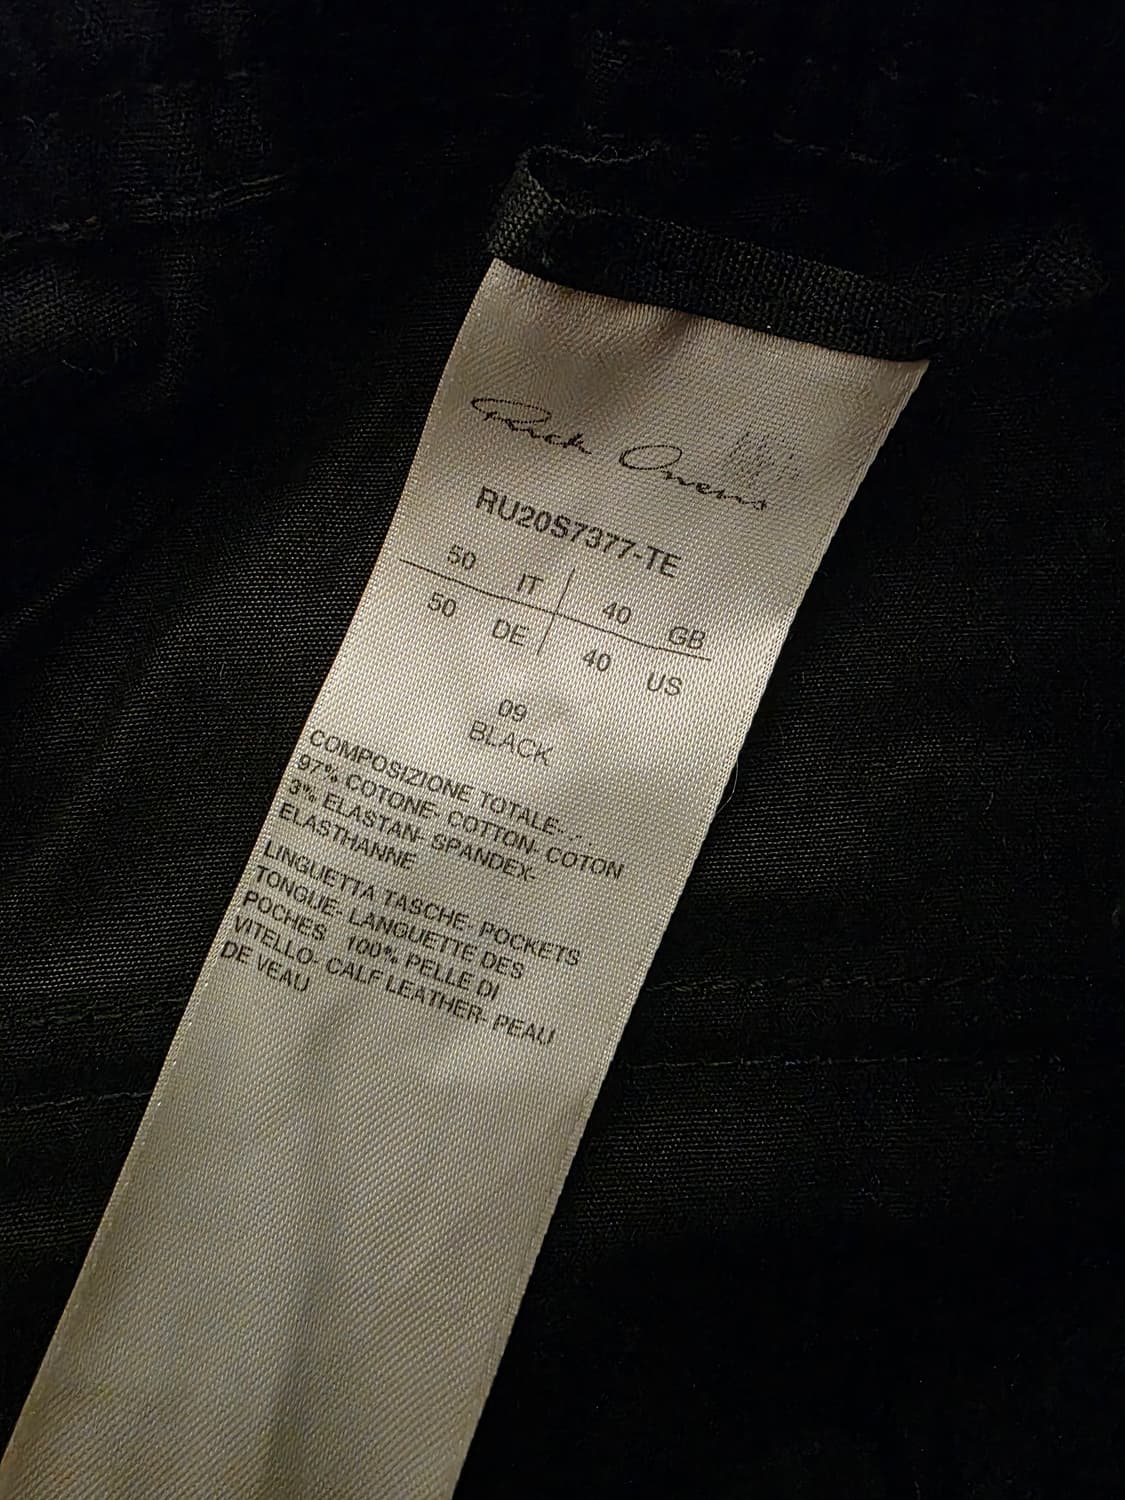 Rick Owens
RU20S7377-TE
50 IT 40 GB
50 DE 40 US
09
BLACK
COMPOSIZIONE TOTALE- .-
97% COTONE- COTTON- COTON
3% ELASTAN- SPANDEX-
ELASTHANNE
LINGUETTA TASCHE- POCKETS
TONGUE- LANGUETTE DES
POCHES 100% PELLE DI
VITELLO- CALF LEATHER- PEAU
DE VEAU